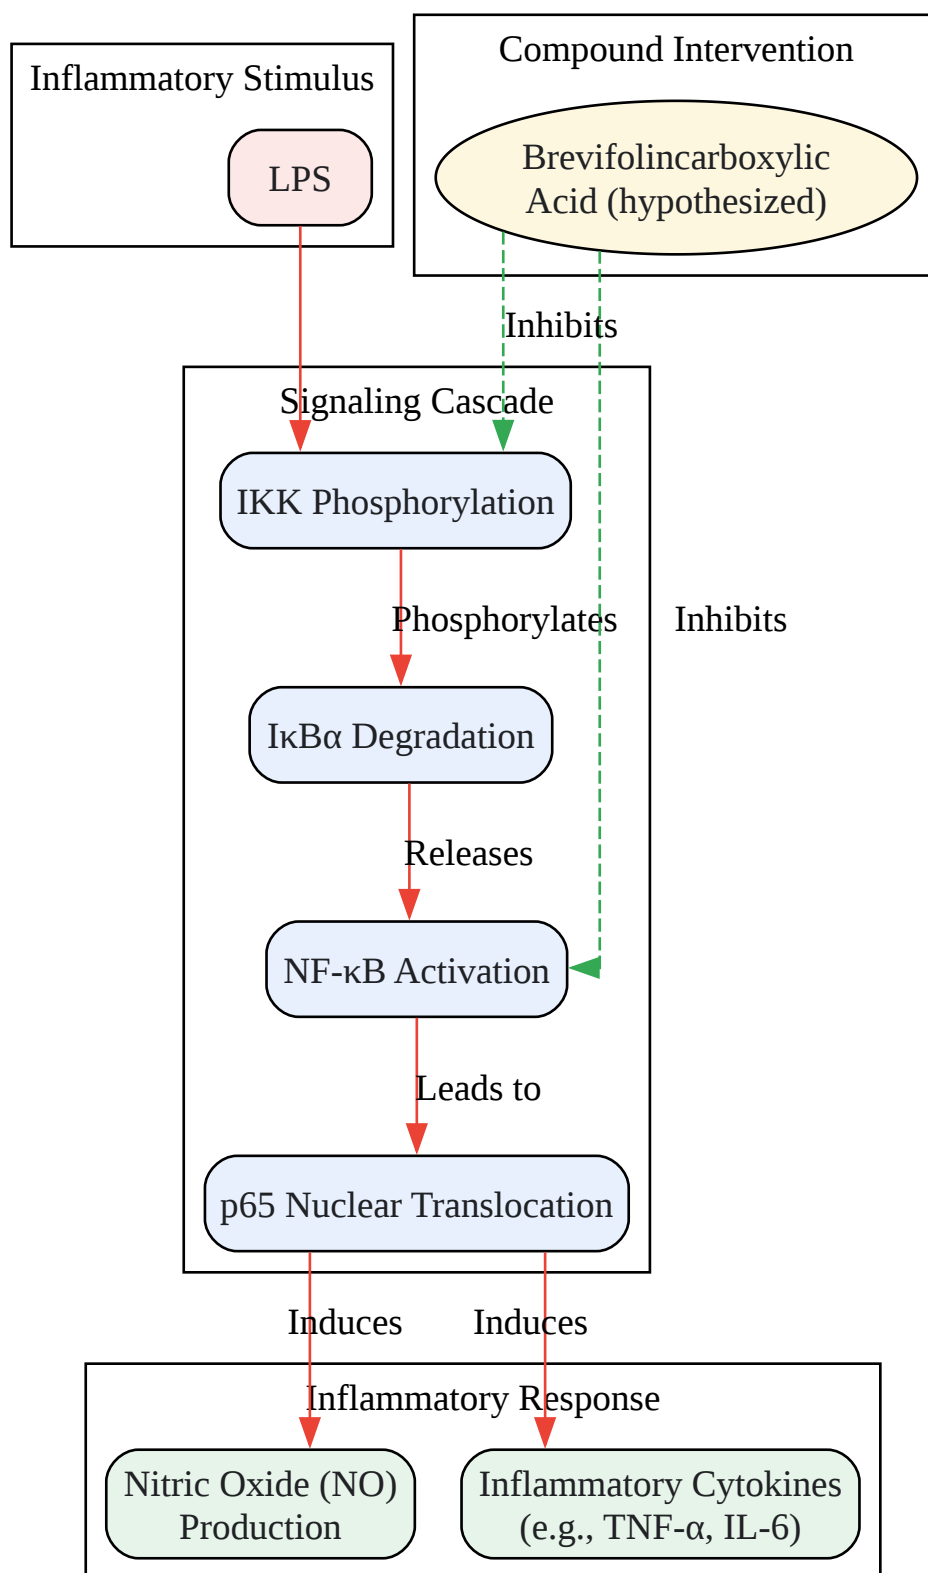 Inflammatory Stimulus
LPS
Compound Intervention
Brevifolincarboxylic
Acid (hypothesized)
Inhibits
Signaling Cascade
IKK Phosphorylation
Phosphorylates
Inhibits
IκBα Degradation
Releases
NF-κB Activation
Leads to
p65 Nuclear Translocation
Induces
Induces
Inflammatory Response
Nitric Oxide (NO)
Production
Inflammatory Cytokines
(e.g., TNF-α, IL-6)